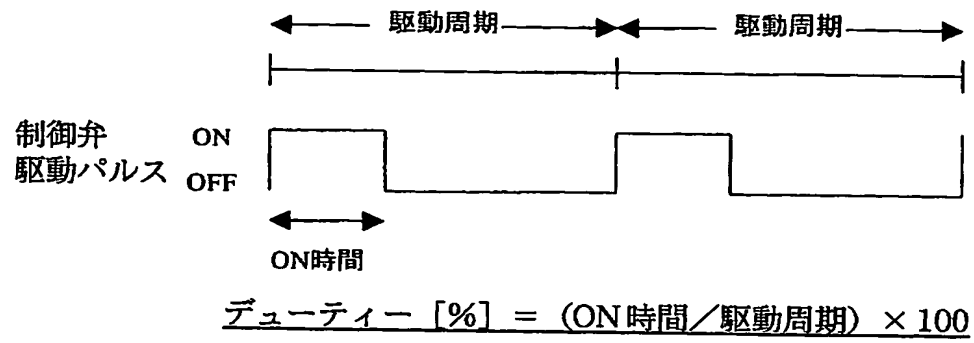 駆動周期 駆動周期
制御弁 ON
駆動パルス OFF
ON時間
デューティー [%] = (ON時間／駆動周期) × 100